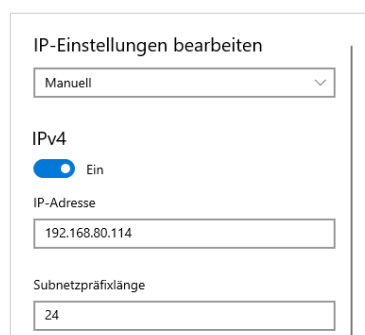 IP-Einstellungen bearbeiten
Manuell
IPv4
Ein
IP-Adresse
192.168.80.114
Subnetzpräfixlänge
24